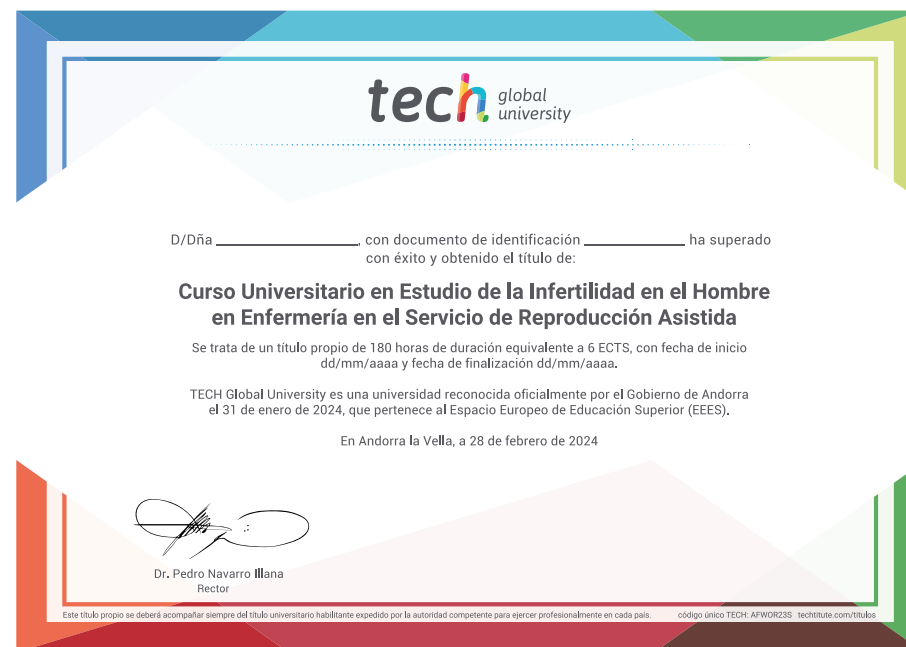 tech global university
D/Dña ____________________, con documento de identificación ______________ ha superado
con éxito y obtenido el título de:
Curso Universitario en Estudio de la Infertilidad en el Hombre
en Enfermería en el Servicio de Reproducción Asistida
Se trata de un título propio de 180 horas de duración equivalente a 6 ECTS, con fecha de inicio
dd/mm/aaaa y fecha de finalización dd/mm/aaaa.
TECH Global University es una universidad reconocida oficialmente por el Gobierno de Andorra
el 31 de enero de 2024, que pertenece al Espacio Europeo de Educación Superior (EEES).
En Andorra la Vella, a 28 de febrero de 2024
Dr. Pedro Navarro Illana
Rector
Este título propio se deberá acompañar siempre del título universitario habilitante expedido por la autoridad competente para ejercer profesionalmente en cada país. código único TECH: AFWOR23S techtitute.com/titulos